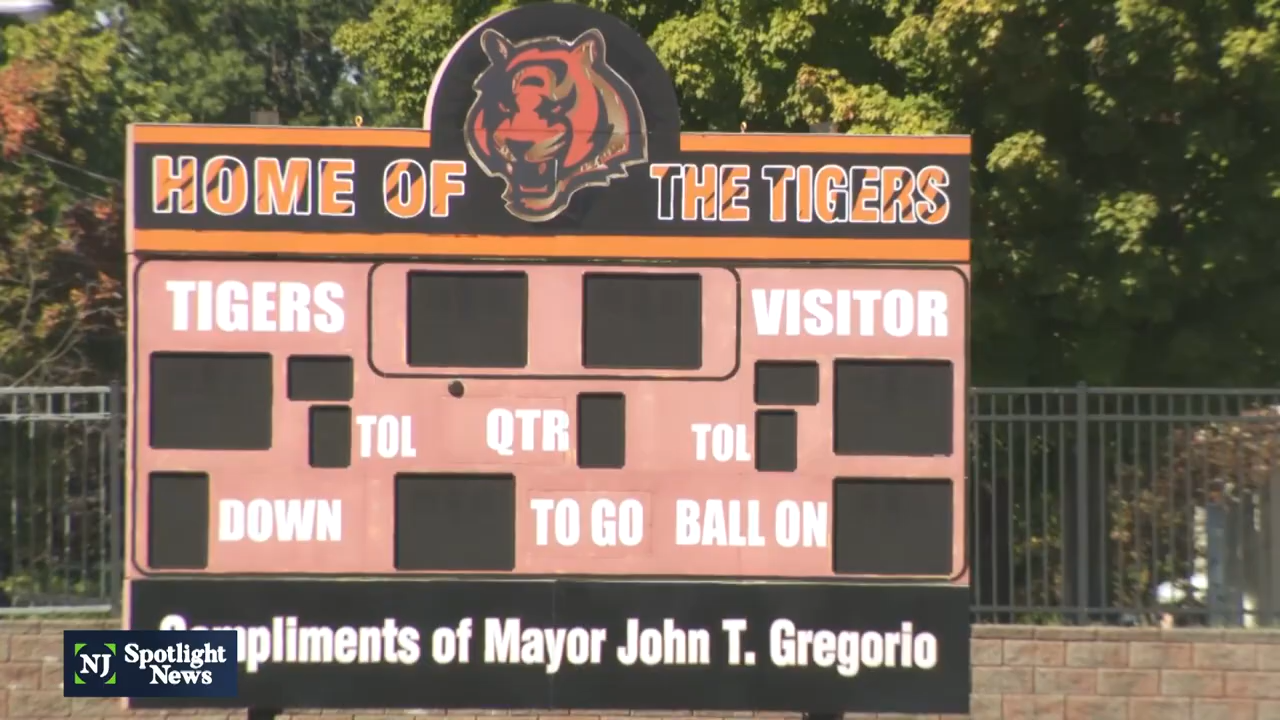 HOME OF THE TIGERS
TIGERS VISITOR
TOL QTR TOL
DOWN TO GO BALL ON
Compliments of Mayor John T. Gregorio
NJ Spotlight
News